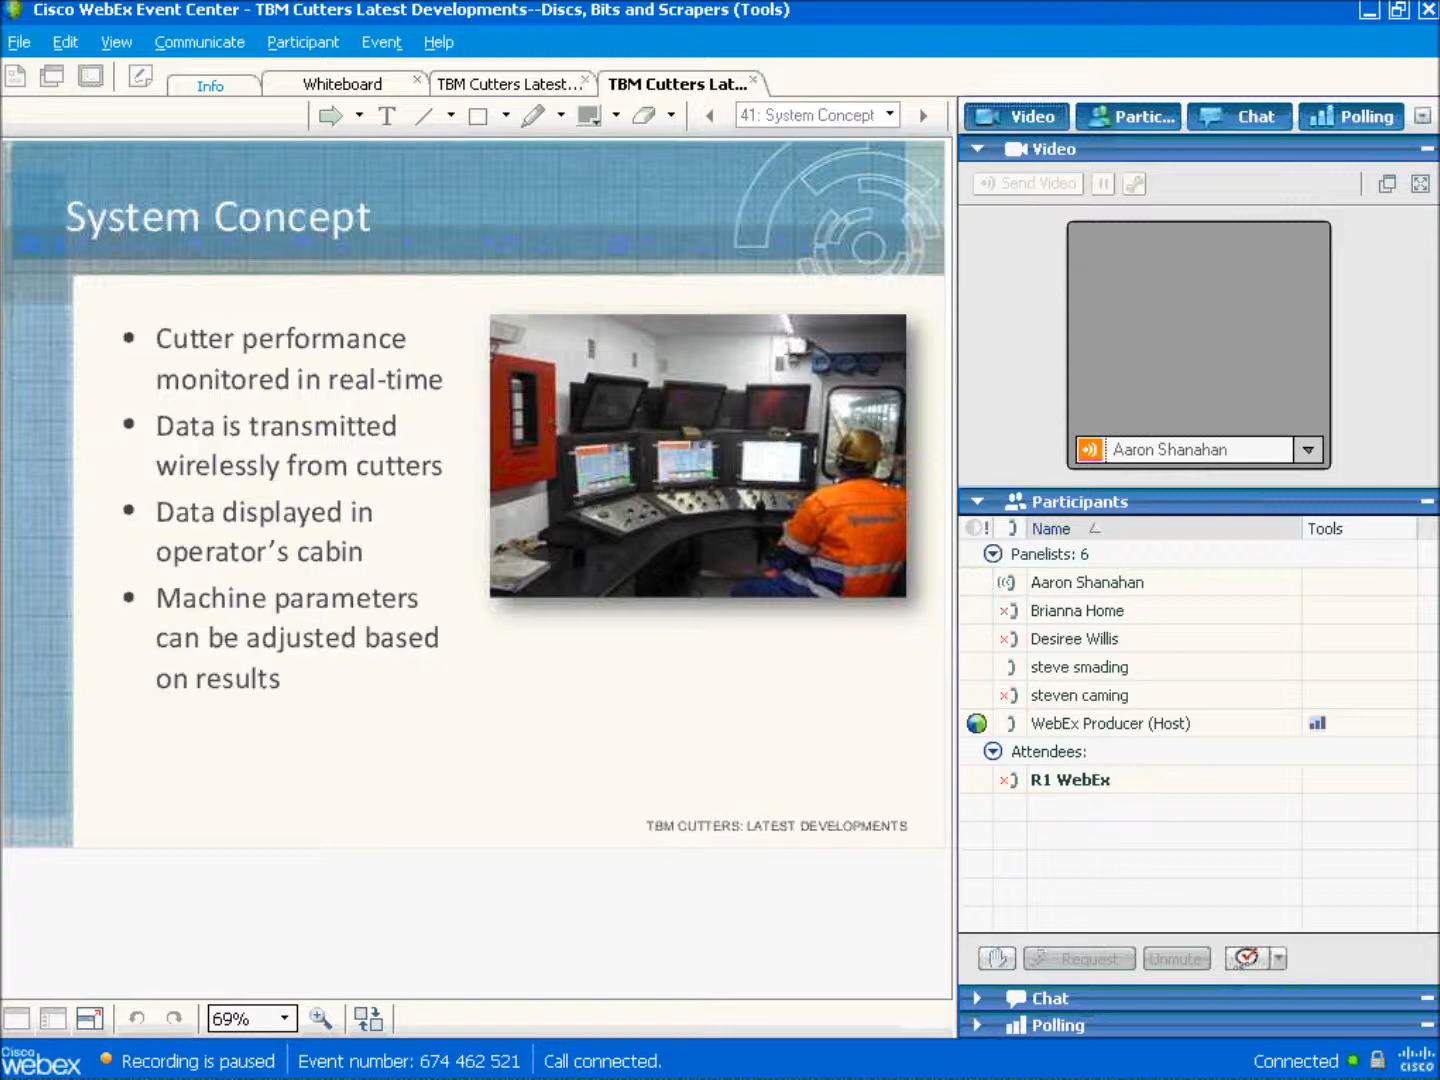 Cisco WebEx Event Center - TBM Cutters Latest Developments--Discs, Bits and Scrapers (Tools)
File Edit View Communicate Participant Event Help
Info Whiteboard TBM Cutters Latest... TBM Cutters Lat...
T 41: System Concept
Video Partic... Chat Polling
Video
Send Video
System Concept
• Cutter performance
monitored in real-time
• Data is transmitted
wirelessly from cutters
• Data displayed in
operator's cabin
• Machine parameters
can be adjusted based
on results
TBM CUTTERS: LATEST DEVELOPMENTS
Aaron Shanahan
Participants
Name Tools
Panelists: 6
Aaron Shanahan
Brianna Home
Desiree Willis
steve smading
steven caming
WebEx Producer (Host)
Attendees:
R1 WebEx
Request Unmute
Chat
Polling
69%
Cisco webex Recording is paused Event number: 674 462 521 Call connected. Connected cisco